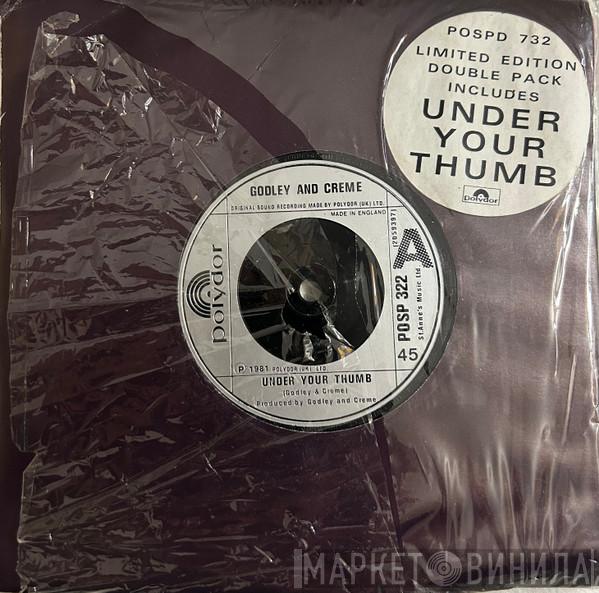 POSPD 732
LIMITED EDITION
DOUBLE PACK
INCLUDES
UNDER
YOUR
THUMB
Polydor
GODLEY AND CREME
ORIGINAL SOUND RECORDING MADE BY POLYDOR (UK) LTD.
MADE IN ENGLAND
polydor
(2059397)
A
POSP 322
St.Anne's Music Ltd
45
P 1981 POLYDOR (UK) LTD.
UNDER YOUR THUMB
(Godley & Creme)
Produced by Godley and Creme
МАРКЕТ ВИНИЛА